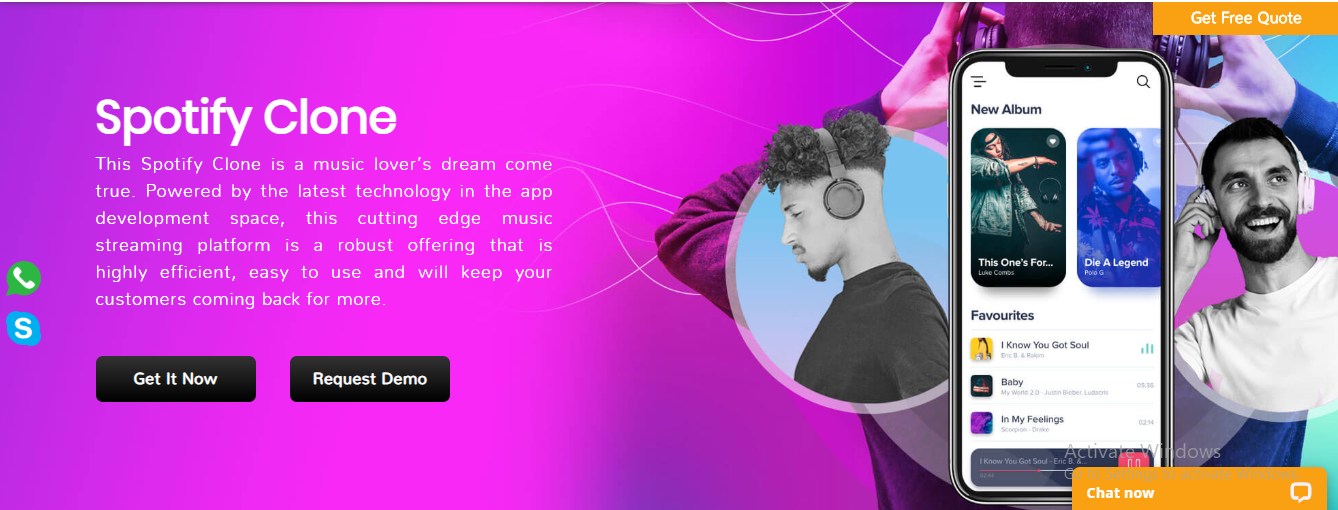 Get Free Quote
Spotify Clone
This Spotify Clone is a music lover’s dream come
true. Powered by the latest technology in the app
development space, this cutting edge music
streaming platform is a robust offering that is
highly efficient, easy to use and will keep your
customers coming back for more.
Get It Now
Request Demo
New Album
This One's For...
Luke Combs
Die A Legend
Polo G
Favourites
I Know You Got Soul
Eric B. & Rakim
Baby
My World 2.0 - Justin Bieber, Ludacris
05:36
In My Feelings
Scorpion - Drake
02:14
I Know You Got Soul - Eric B. &...
02:44
Activate Windows
Go to Settings to activate Windows.
Chat now